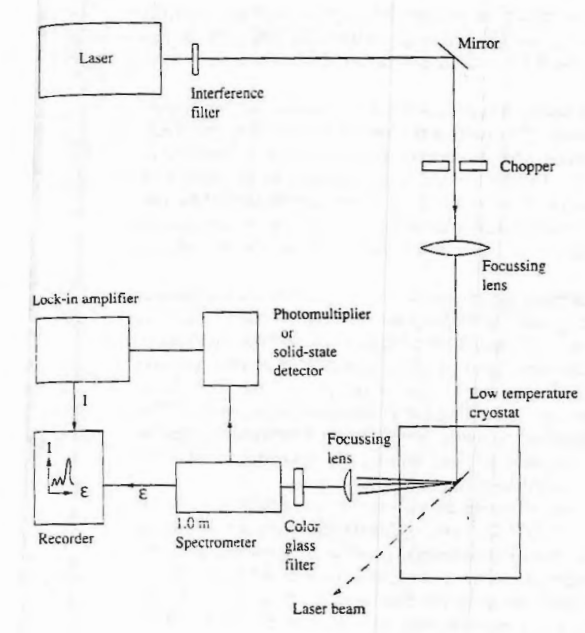 Laser
Mirror
Interference
filter
Chopper
Focussing
lens
Lock-in amplifier
Photomultiplier
or
solid-state
detector
I
Low temperature
cryostat
Focussing
lens
I
ε
ε
Recorder
1.0 m
Spectrometer
Color
glass
filter
Laser beam